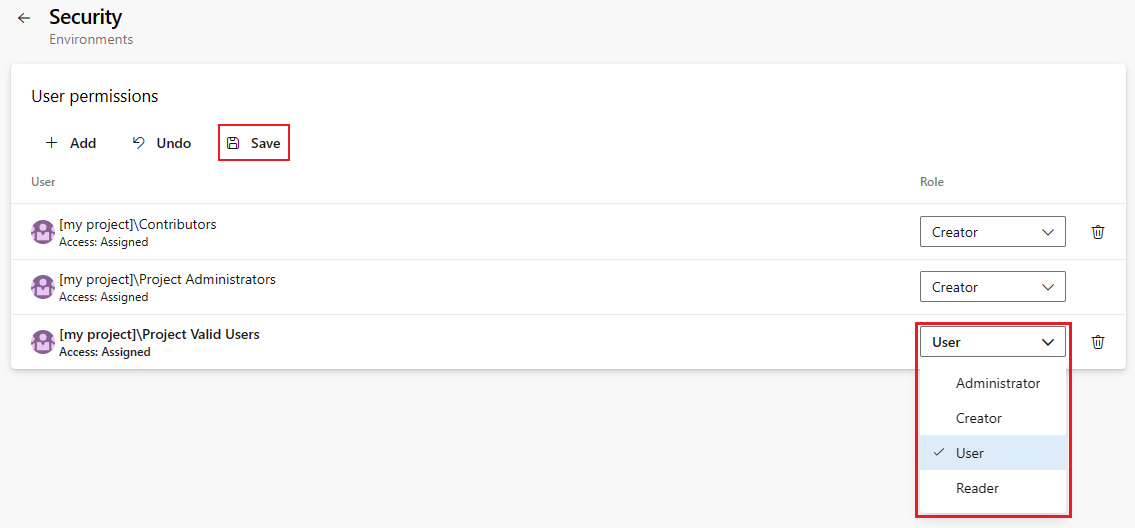 Security
Environments
User permissions
Add Undo Save
User Role
[my project]\Contributors
Access: Assigned
Creator
[my project]\Project Administrators
Access: Assigned
Creator
[my project]\Project Valid Users
Access: Assigned
User
Administrator
Creator
User
Reader